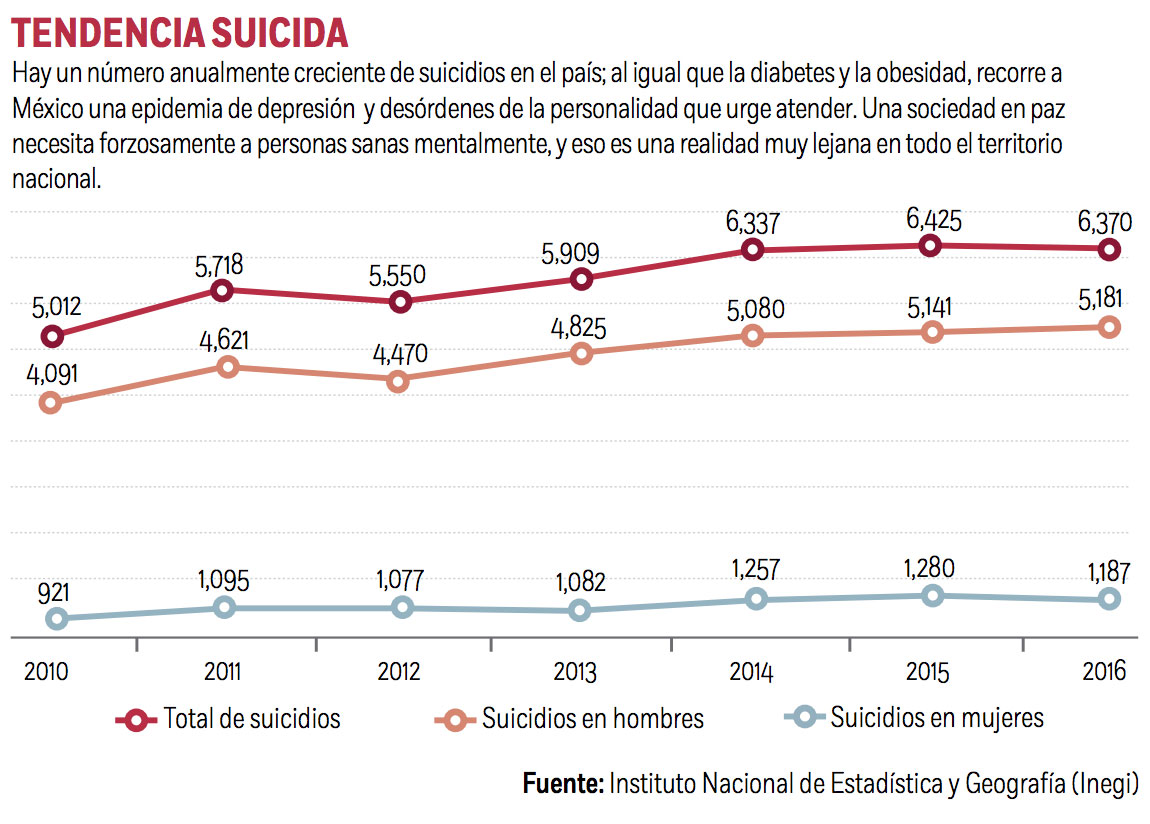 TENDENCIA SUICIDA
Hay un número anualmente creciente de suicidios en el país; al igual que la diabetes y la obesidad, recorre a
México una epidemia de depresión y desórdenes de la personalidad que urge atender. Una sociedad en paz
necesita forzosamente a personas sanas mentalmente, y eso es una realidad muy lejana en todo el territorio
nacional.
5,012 5,718 5,550 5,909 6,337 6,425 6,370
4,091 4,621 4,470 4,825 5,080 5,141 5,181
921 1,095 1,077 1,082 1,257 1,280 1,187
2010 2011 2012 2013 2014 2015 2016
Total de suicidios Suicidios en hombres Suicidios en mujeres
Fuente: Instituto Nacional de Estadística y Geografía (Inegi)